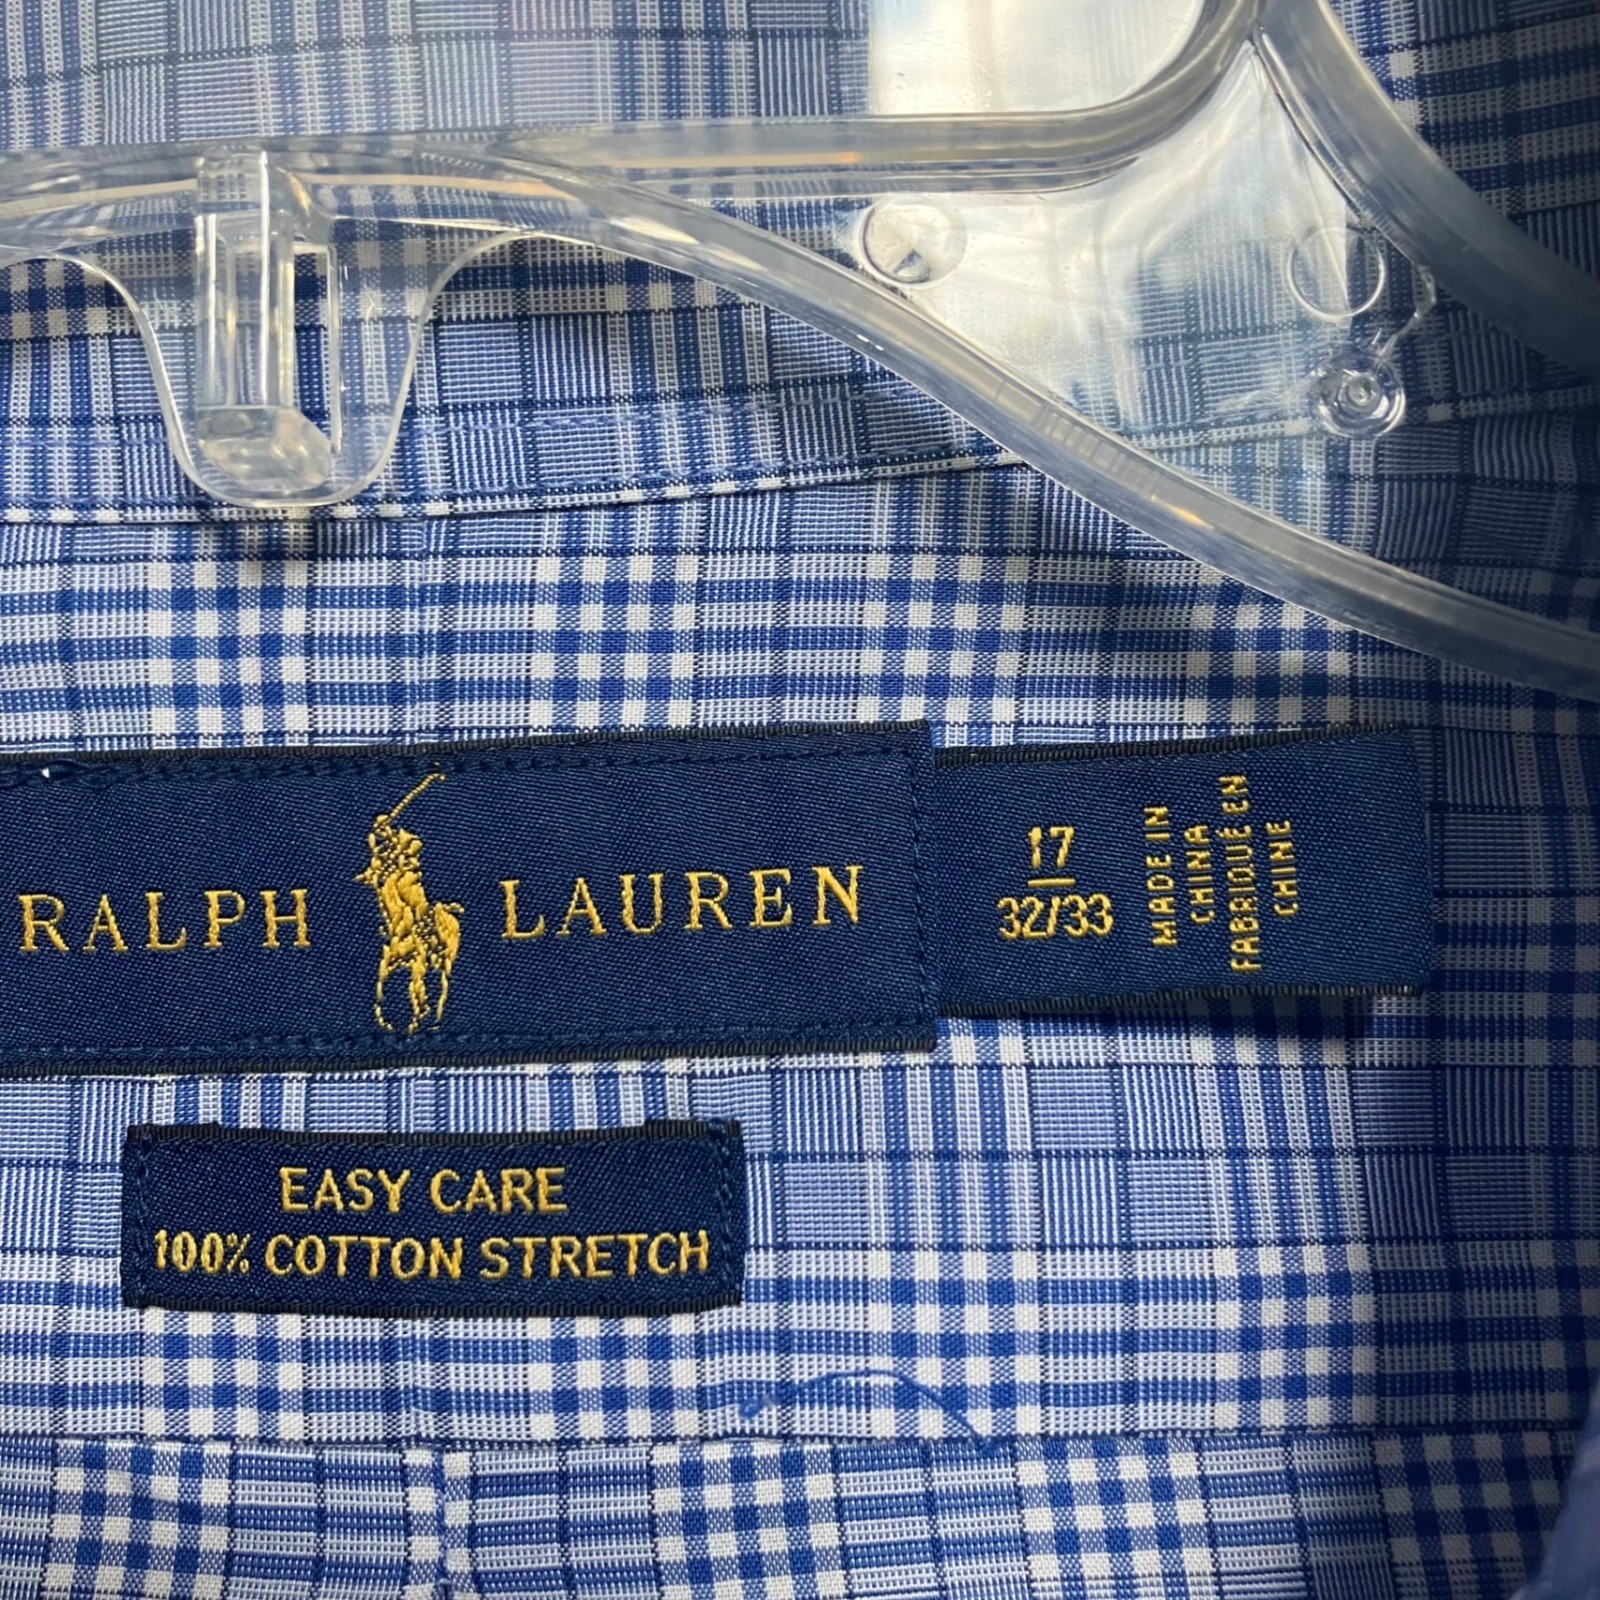 RALPH LAUREN
17
32/33
MADE IN
CHINA
FABRIQUÉ EN
CHINE
EASY CARE
100% COTTON STRETCH